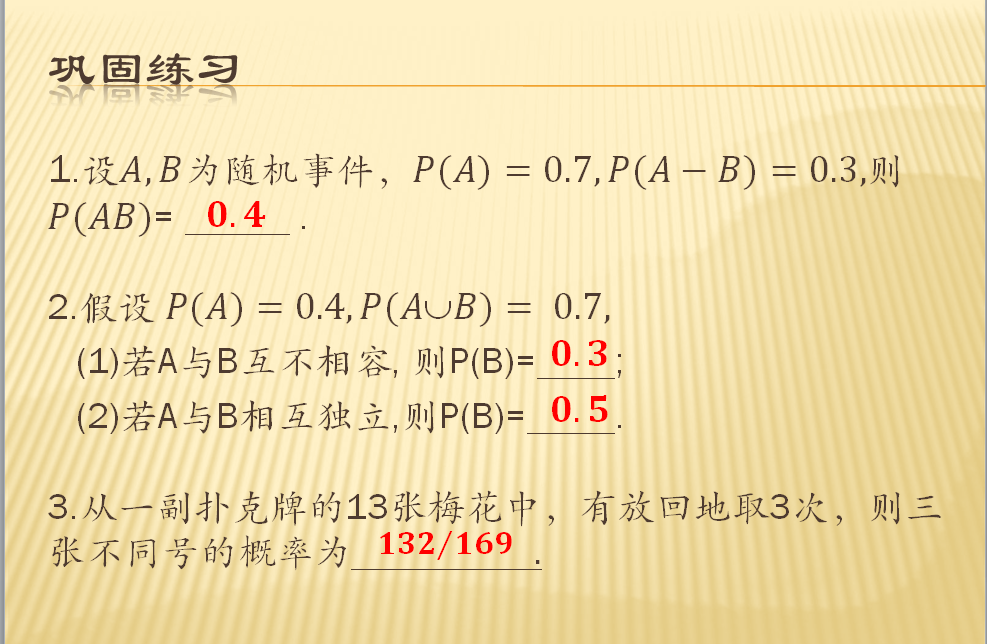 巩固练习
1.设A,B为随机事件，P(A) = 0.7,P(A − B) = 0.3,则
P(AB)= 0.4 .
2.假设 P(A) = 0.4,P(A∪B) = 0.7,
(1)若A与B互不相容, 则P(B)= 0.3 ;
(2)若A与B相互独立,则P(B)= 0.5 .
3.从一副扑克牌的13张梅花中，有放回地取3次，则三
张不同号的概率为 132/169 .